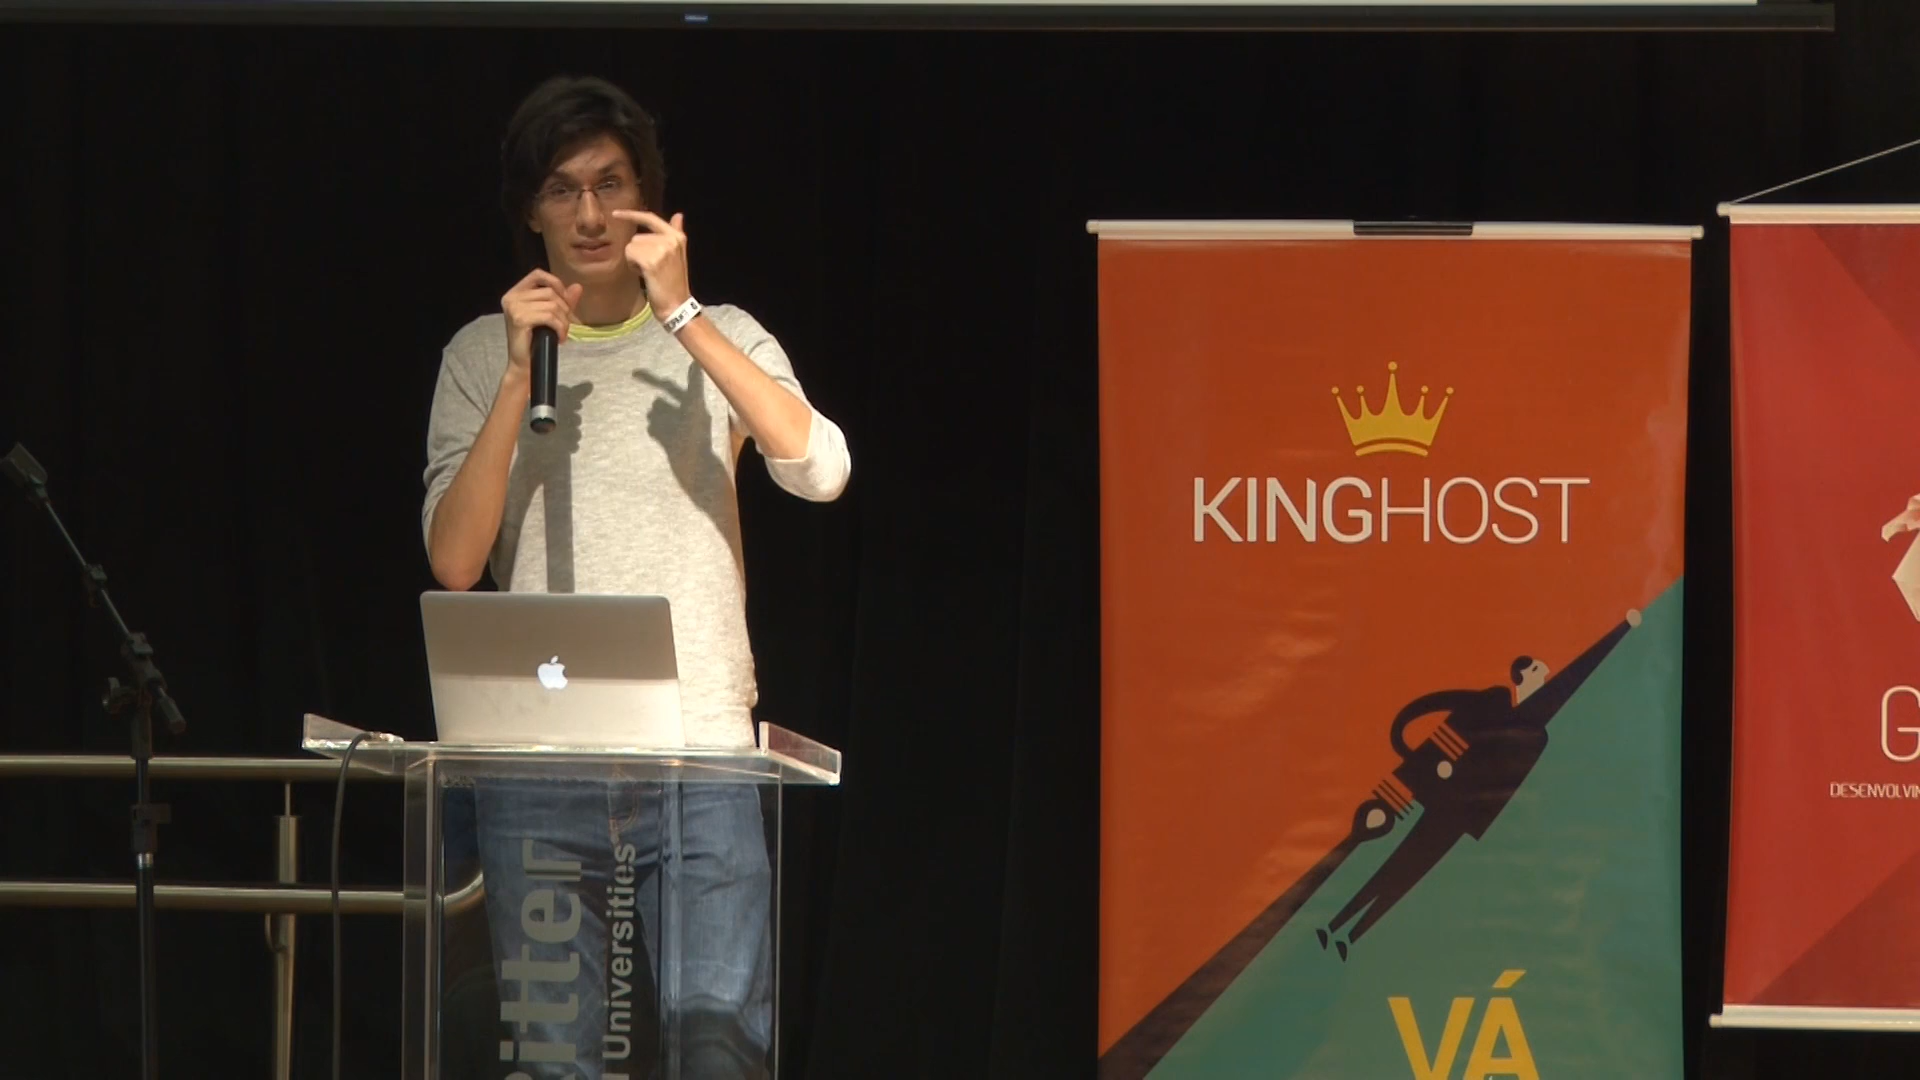 KINGHOST
VÁ
G
DESENVOLVIM
itter
Universities